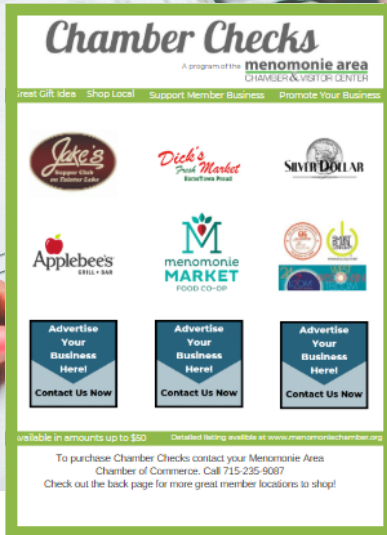 Chamber Checks
A program of the menomonie area
CHAMBER & VISITOR CENTER
Great Gift Idea Shop Local Support Member Business Promote Your Business
Jake's
Supper Club
on Tainter Lake
Dick's
Fresh Market
HomeTown Proud
SILVER DOLLAR
Applebee's
GRILL + BAR
menomonie
MARKET
FOOD CO-OP
Advertise
Your
Business
Here!
Contact Us Now
Advertise
Your
Business
Here!
Contact Us Now
Advertise
Your
Business
Here!
Contact Us Now
Available in amounts up to $50 Detailed listing availible at www.menomoniechamber.org
To purchase Chamber Checks contact your Menomonie Area
Chamber of Commerce. Call 715-235-9087
Check out the back page for more great member locations to shop!